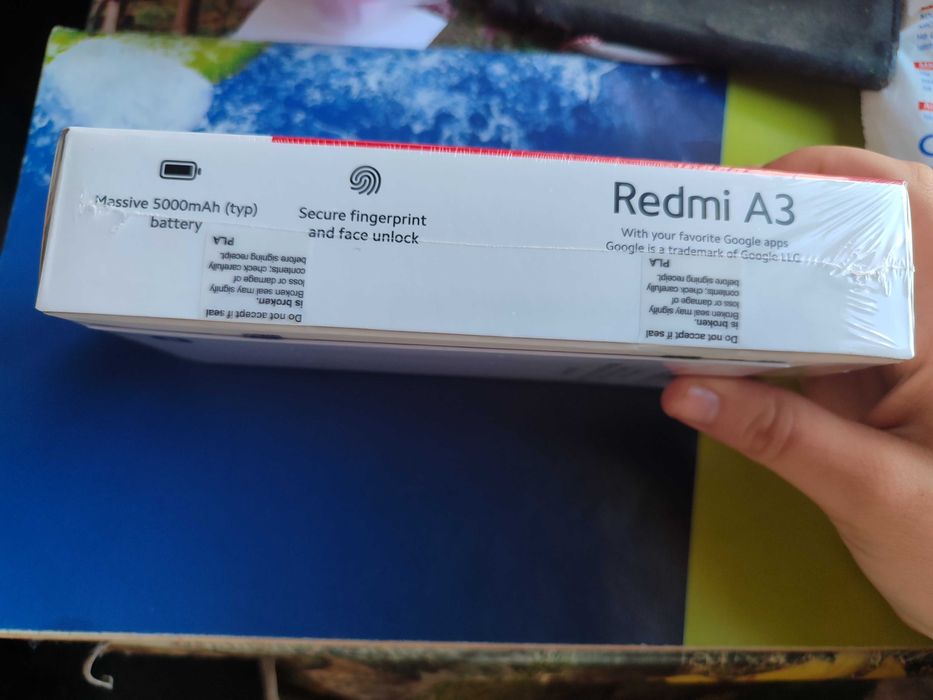 Massive 5000mAh (typ)
battery
Secure fingerprint
and face unlock
Redmi A3
With your favorite Google apps
Google is a trademark of Google LLC
Do not accept if seal
is broken.
Broken seal may signify
loss or damage of
contents; check carefully
before signing receipt.
PLA
Do not accept if seal
is broken.
Broken seal may signify
loss or damage of
contents; check carefully
before signing receipt.
PLA